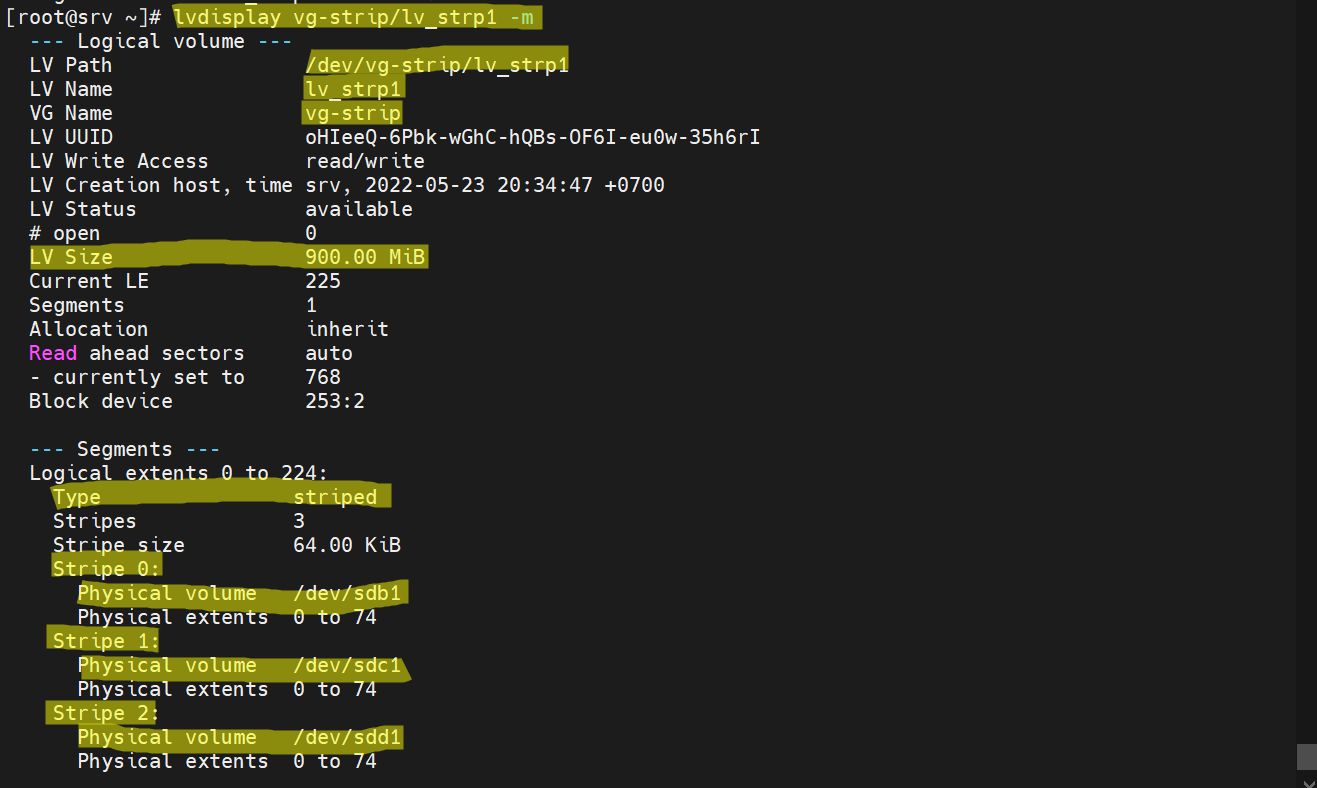 [root@srv ~]# lvdisplay vg-strip/lv_strp1 -m
--- Logical volume ---
LV Path                /dev/vg-strip/lv_strp1
LV Name                lv_strp1
VG Name                vg-strip
LV UUID                oHIeeQ-6Pbk-wGhC-hQBs-OF6I-eu0w-35h6rI
LV Write Access        read/write
LV Creation host, time srv, 2022-05-23 20:34:47 +0700
LV Status              available
# open                 0
LV Size                900.00 MiB
Current LE             225
Segments               1
Allocation             inherit
Read ahead sectors     auto
- currently set to     768
Block device           253:2
--- Segments ---
Logical extents 0 to 224:
Type                striped
Stripes             3
Stripe size         64.00 KiB
Stripe 0:
Physical volume   /dev/sdb1
Physical extents  0 to 74
Stripe 1:
Physical volume   /dev/sdc1
Physical extents  0 to 74
Stripe 2:
Physical volume   /dev/sdd1
Physical extents  0 to 74